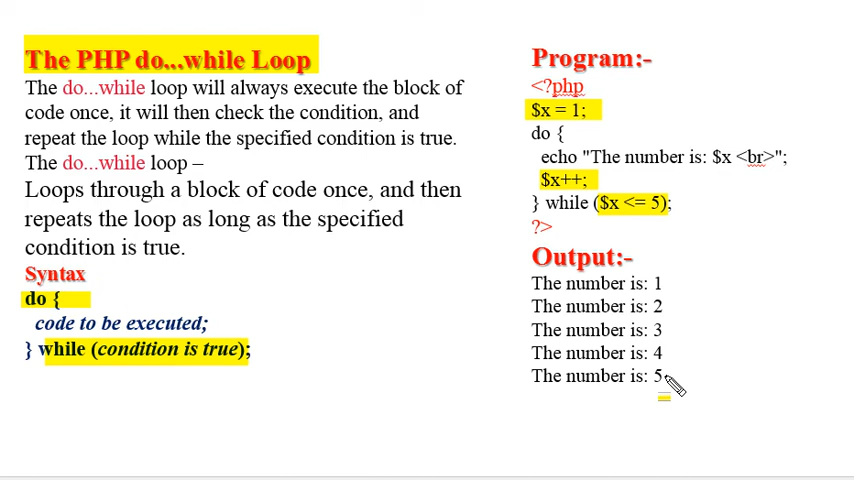 The PHP do...while Loop
The do...while loop will always execute the block of
code once, it will then check the condition, and
repeat the loop while the specified condition is true.
The do...while loop –
Loops through a block of code once, and then
repeats the loop as long as the specified
condition is true.
Syntax
do {
code to be executed;
} while (condition is true);
Program:-
<?php
$x = 1;
do {
echo "The number is: $x <br>";
$x++;
} while ($x <= 5);
?>
Output:-
The number is: 1
The number is: 2
The number is: 3
The number is: 4
The number is: 5